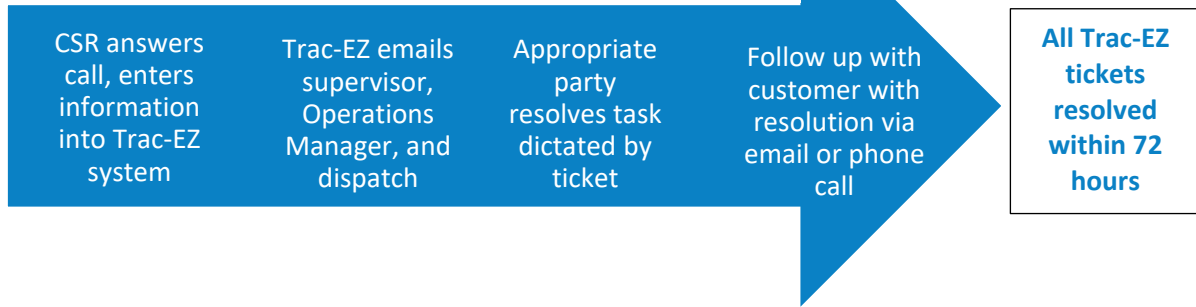 CSR answers
call, enters
information
into Trac-EZ
system
Trac-EZ emails
supervisor,
Operations
Manager, and
dispatch
Appropriate
party
resolves task
dictated by
ticket
Follow up with
customer with
resolution via
email or phone
call
All Trac-EZ
tickets
resolved
within 72
hours